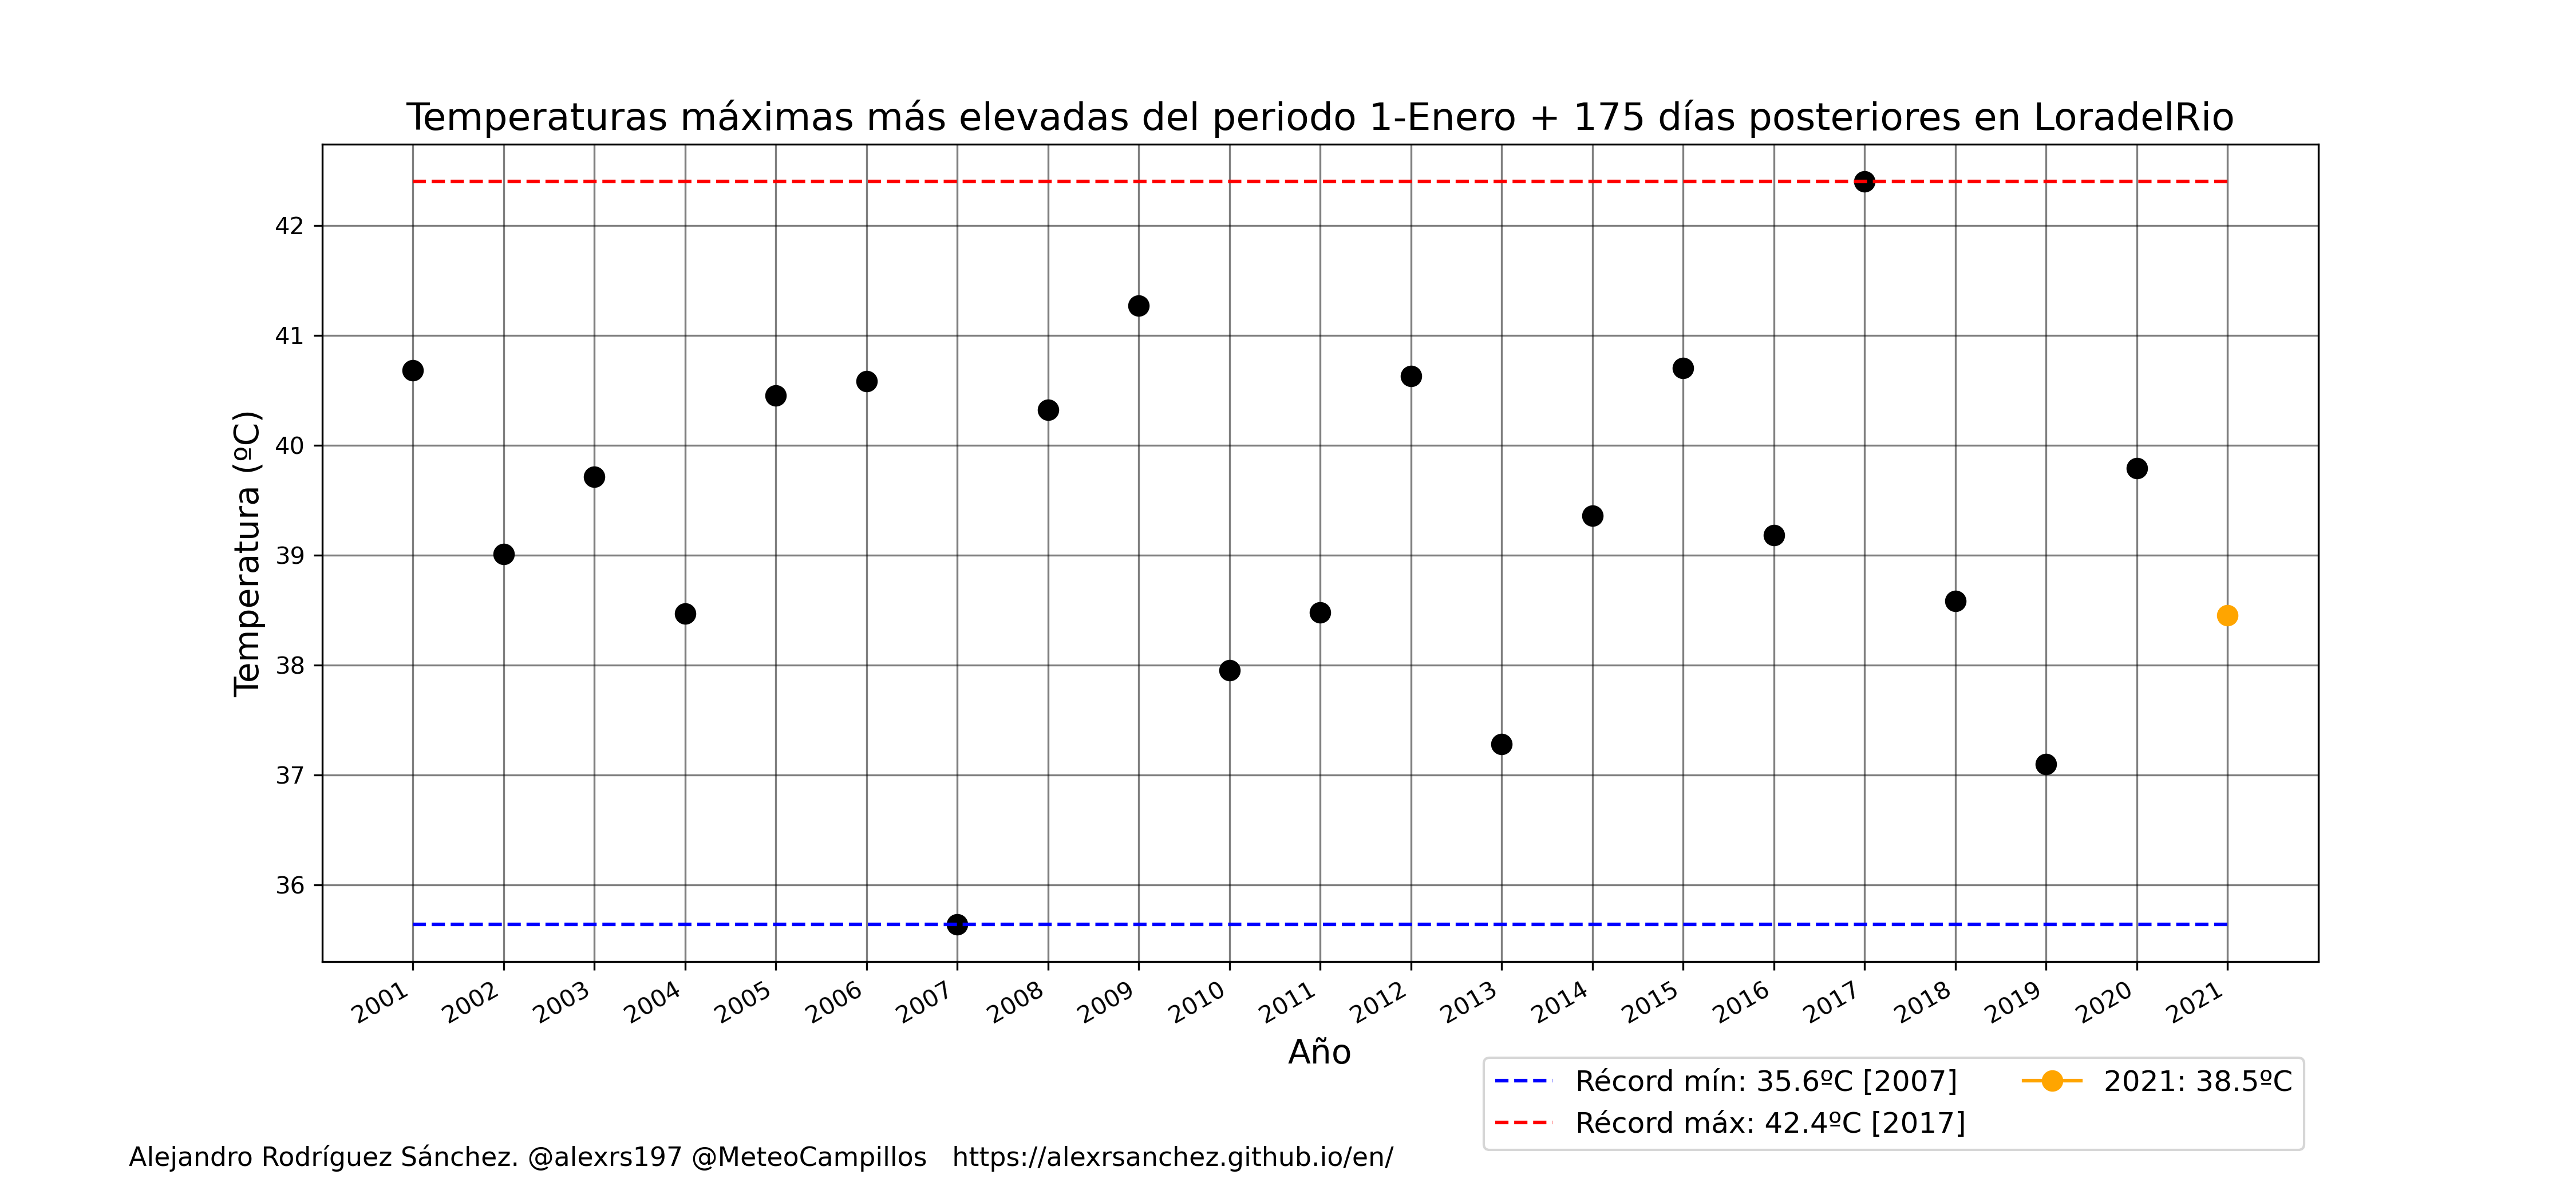 Temperaturas máximas más elevadas del periodo 1-Enero + 175 días posteriores en LoradelRio
Temperatura (ºC)
42
41
40
39
38
37
36
2001 2002 2003 2004 2005 2006 2007 2008 2009 2010 2011 2012 2013 2014 2015 2016 2017 2018 2019 2020 2021
Año
Récord mín: 35.6ºC [2007]
Récord máx: 42.4ºC [2017]
2021: 38.5ºC
Alejandro Rodríguez Sánchez. @alexrs197 @MeteoCampillos https://alexrsanchez.github.io/en/